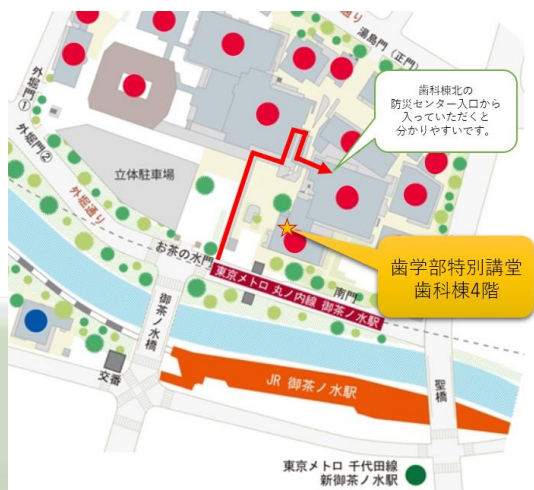 湯島門(正門)
外堀門①
歯科棟北の
防災センター入口から
入っていただくと
分かりやすいです。
外堀門②
立体駐車場
外堀通り
お茶の水門
歯学部特別講堂
歯科棟4階
南門
東京メトロ 丸ノ内線 御茶ノ水駅
御茶ノ水橋
交番
JR 御茶ノ水駅
聖橋
東京メトロ 千代田線
新御茶ノ水駅